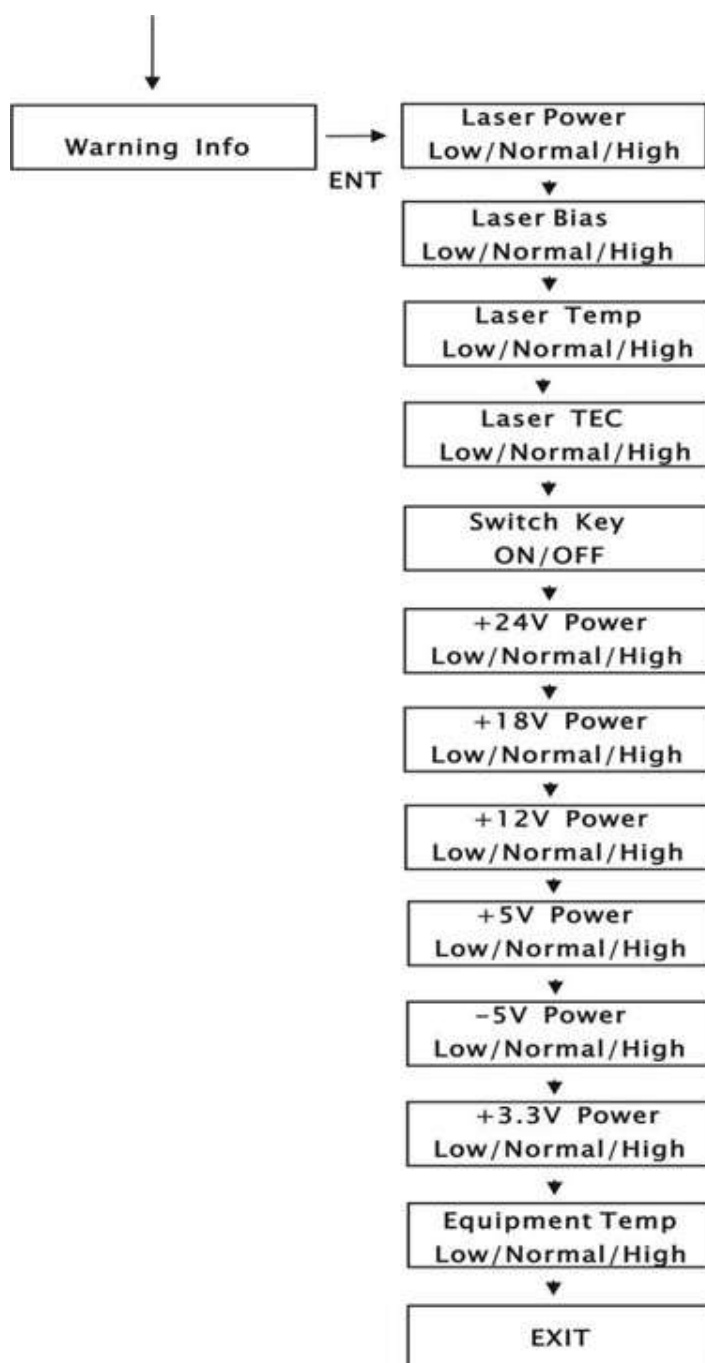 Warning Info
ENT
Laser Power
Low/Normal/High
Laser Bias
Low/Normal/High
Laser Temp
Low/Normal/High
Laser TEC
Low/Normal/High
Switch Key
ON/OFF
+24V Power
Low/Normal/High
+18V Power
Low/Normal/High
+12V Power
Low/Normal/High
+5V Power
Low/Normal/High
–5V Power
Low/Normal/High
+3.3V Power
Low/Normal/High
Equipment Temp
Low/Normal/High
EXIT